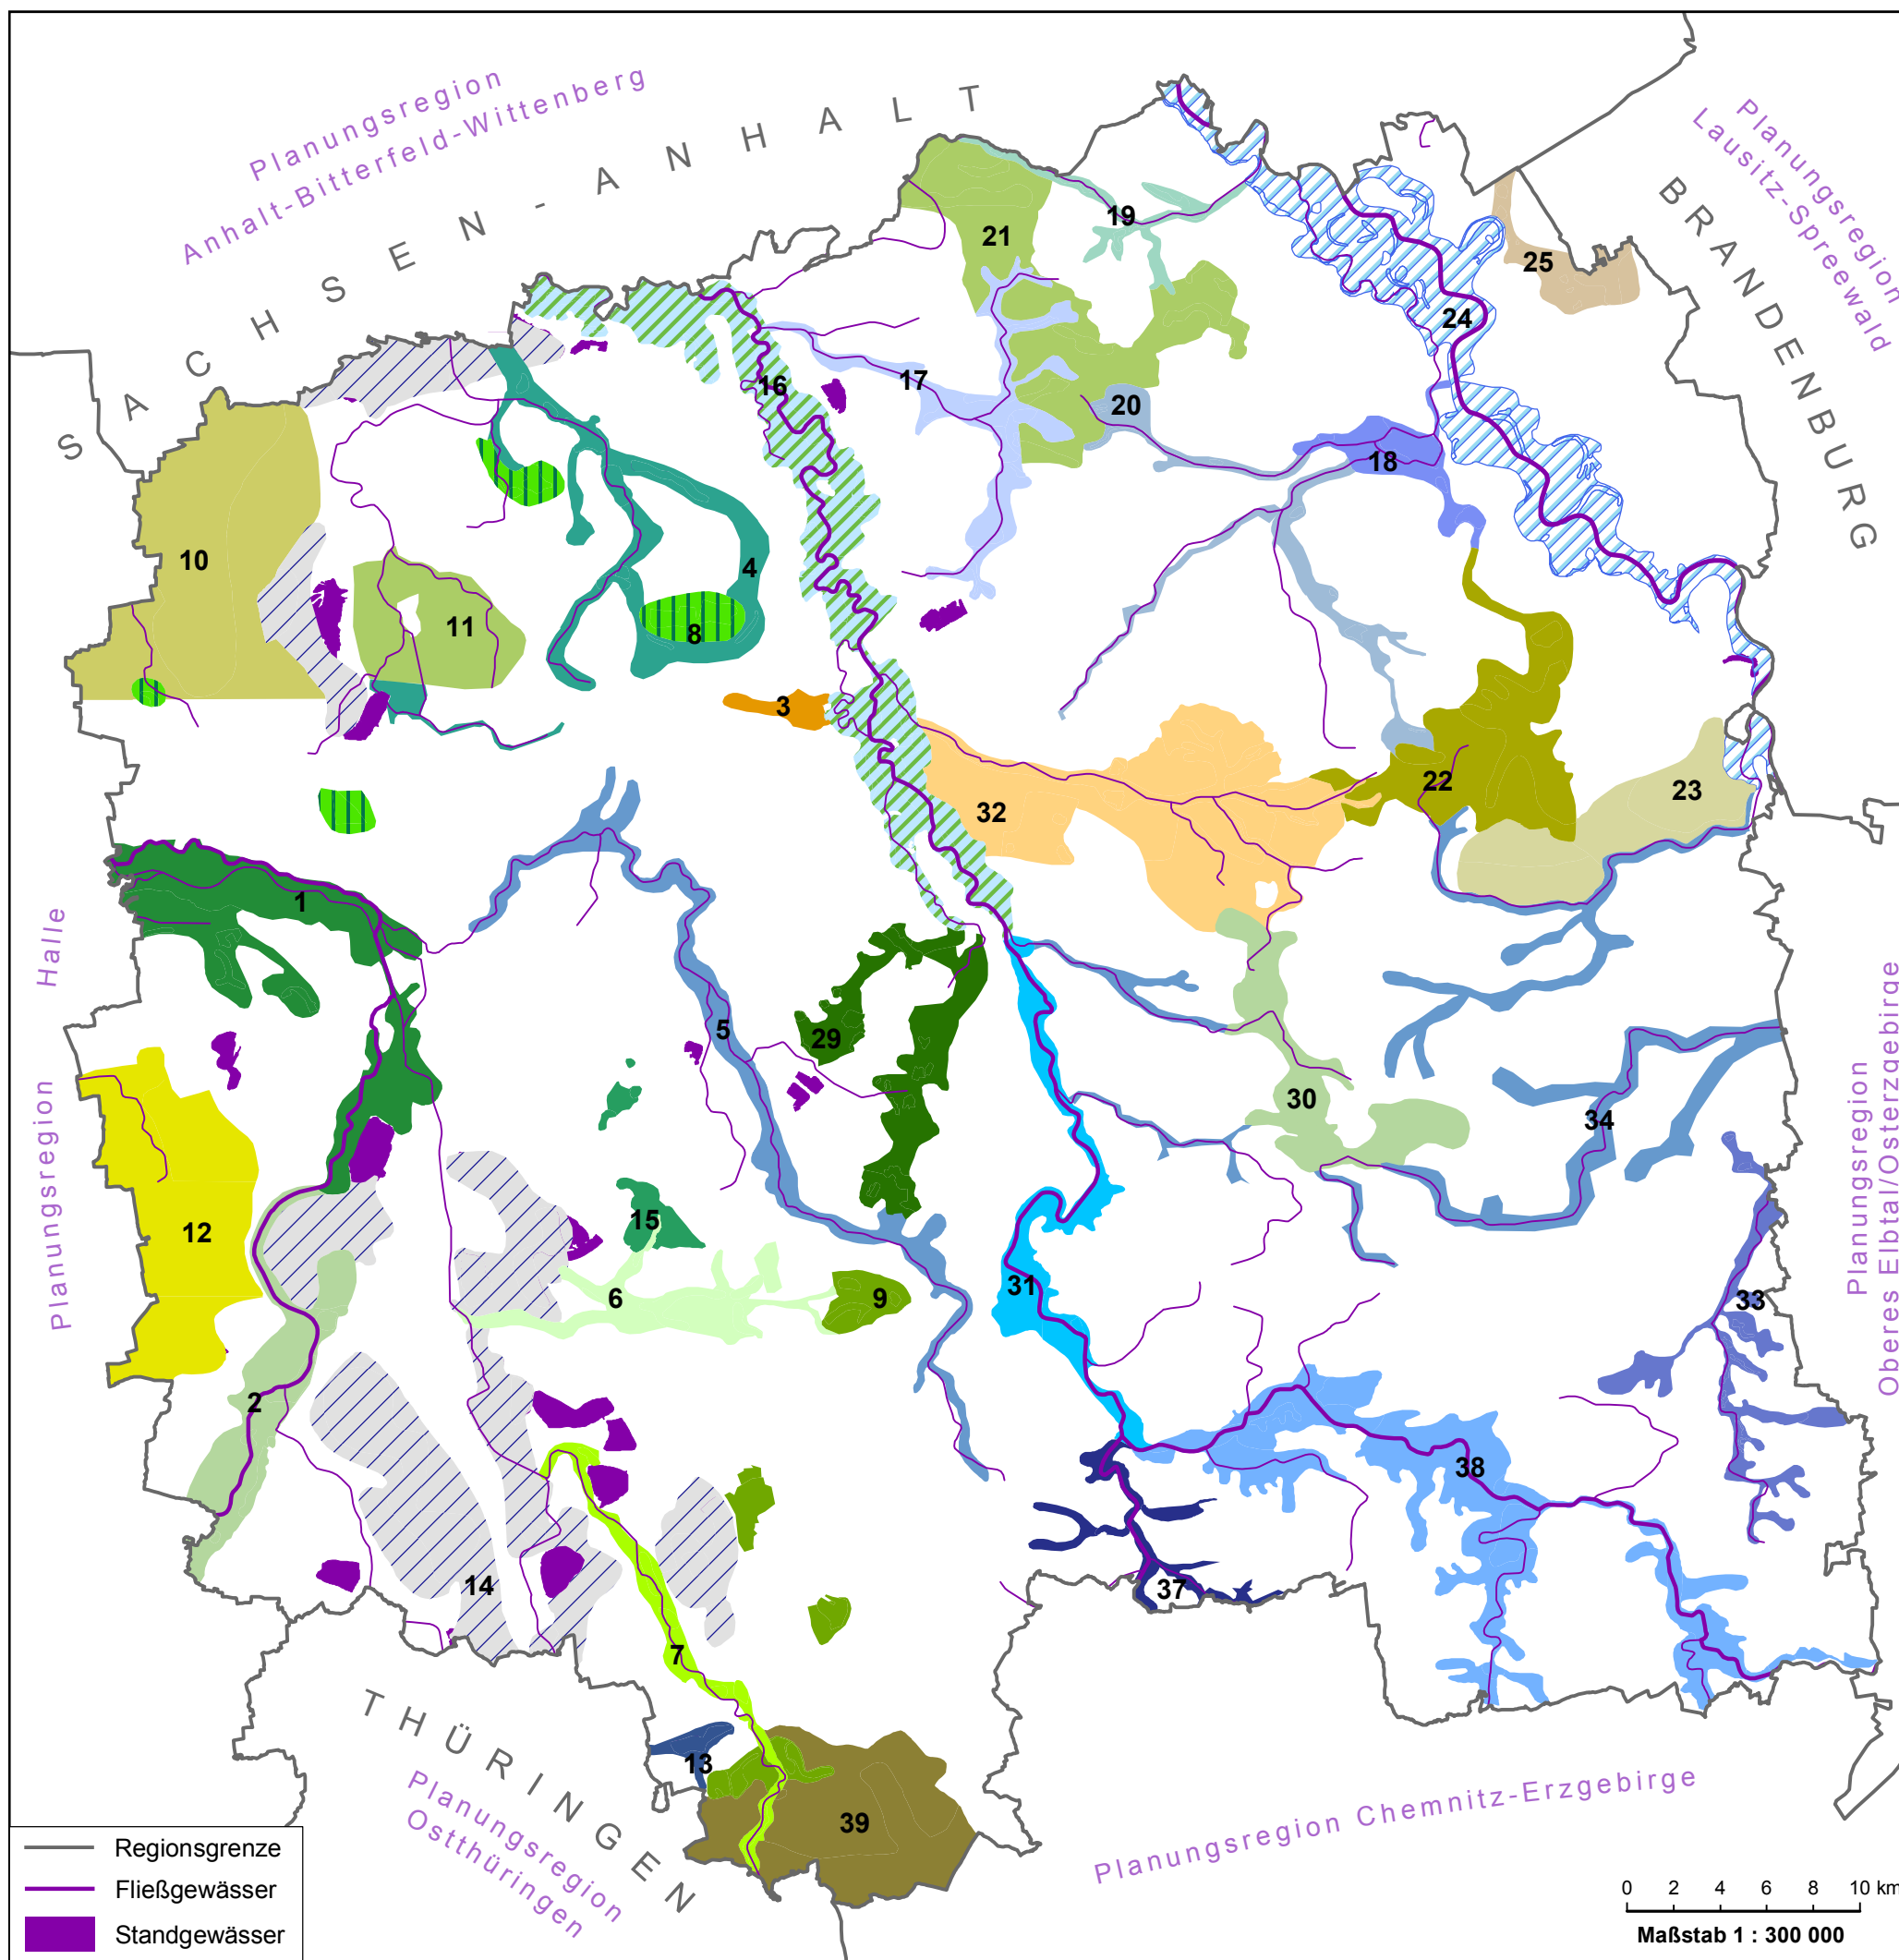 Planungsregion
Anhalt-Bitterfeld-Wittenberg
SACHSEN-ANHALT
Planungsregion
Lausitz-Spreewald
BRANDENBURG
19
21
25
24
16
17
20
18
10
4
11
8
3
22
23
32
1
Halle
Planungsregion
5
29
30
34
12
15
6
9
31
33
Planungsregion
Oberes Elbtal/Osterzgebirge
2
38
14
37
7
13
39
THÜRINGEN
Planungsregion
Ostthüringen
Planungsregion Chemnitz-Erzgebirge
Regionsgrenze
Fließgewässer
Standgewässer
0 2 4 6 8 10 km
Maßstab 1 : 300 000